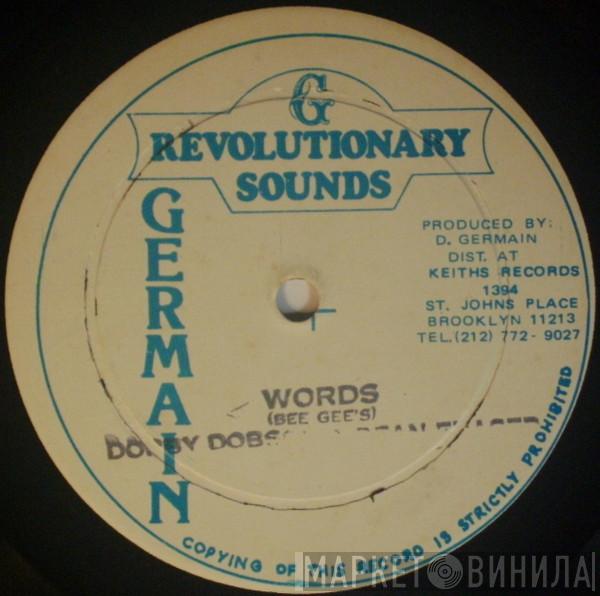 G
REVOLUTIONARY
SOUNDS
GERMAIN
PRODUCED BY:
D. GERMAIN
DIST. AT
KEITHS RECORDS
1394
ST. JOHNS PLACE
BROOKLYN 11213
TEL.(212) 772-9027
WORDS
(BEE GEE'S)
DOBBY
COPYING OF THIS RECORD IS STRICTLY PROHIBITED
МАРКЕТ ВИНИЛА